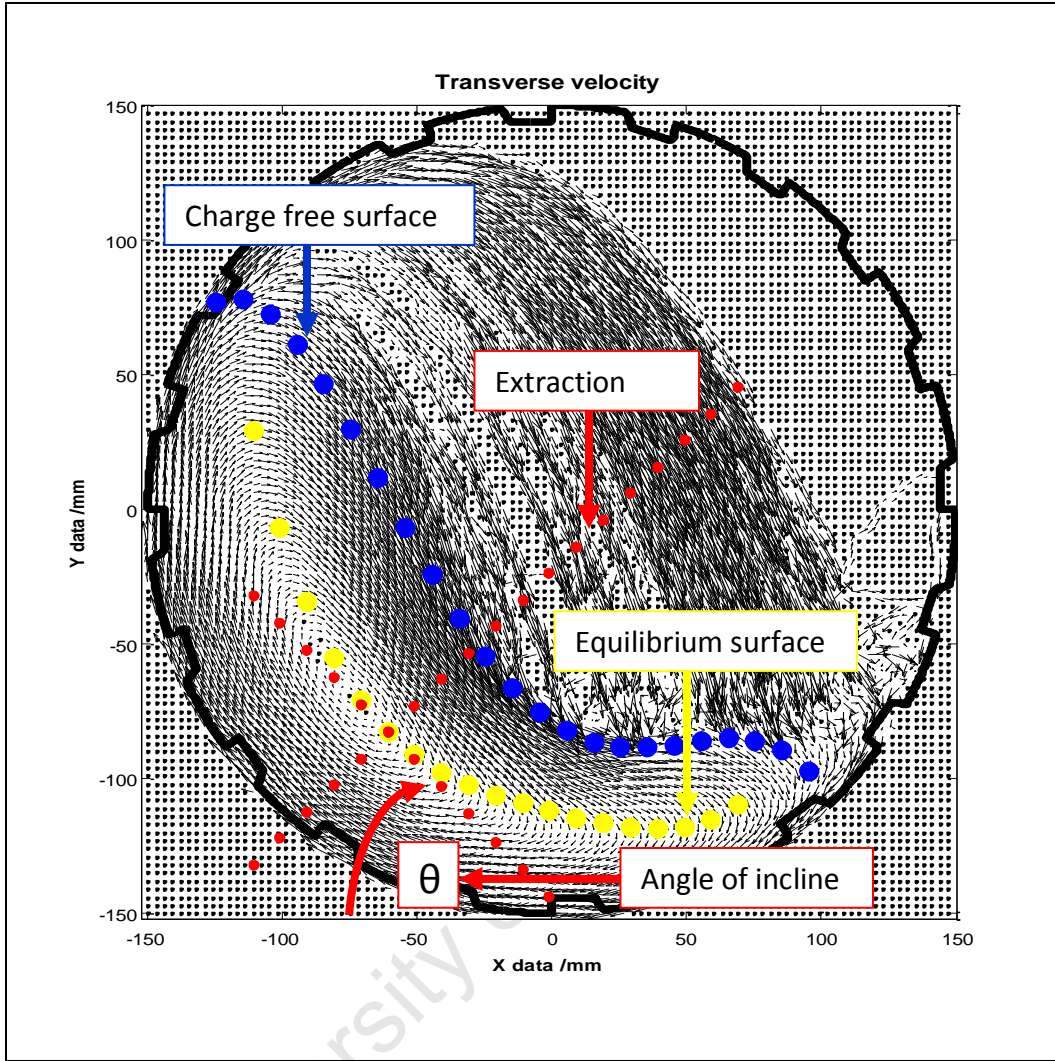 Transverse velocity
150
100
50
0
-50
-100
-150
Y data /mm
Charge free surface
Extraction
Equilibrium surface
θ
Angle of incline
-150
-100
-50
0
50
100
150
X data /mm
ersity